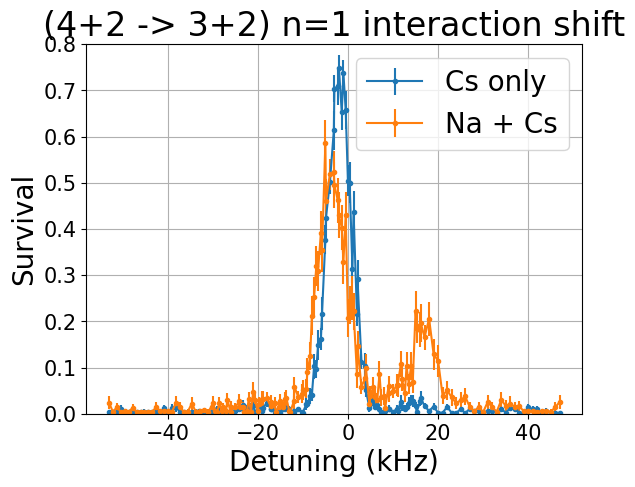 (4+2 -> 3+2) n=1 interaction shift
0.8
0.7
0.6
0.5
0.4
0.3
0.2
0.1
0.0
Survival
Cs only
Na + Cs
−40 −20 0 20 40
Detuning (kHz)